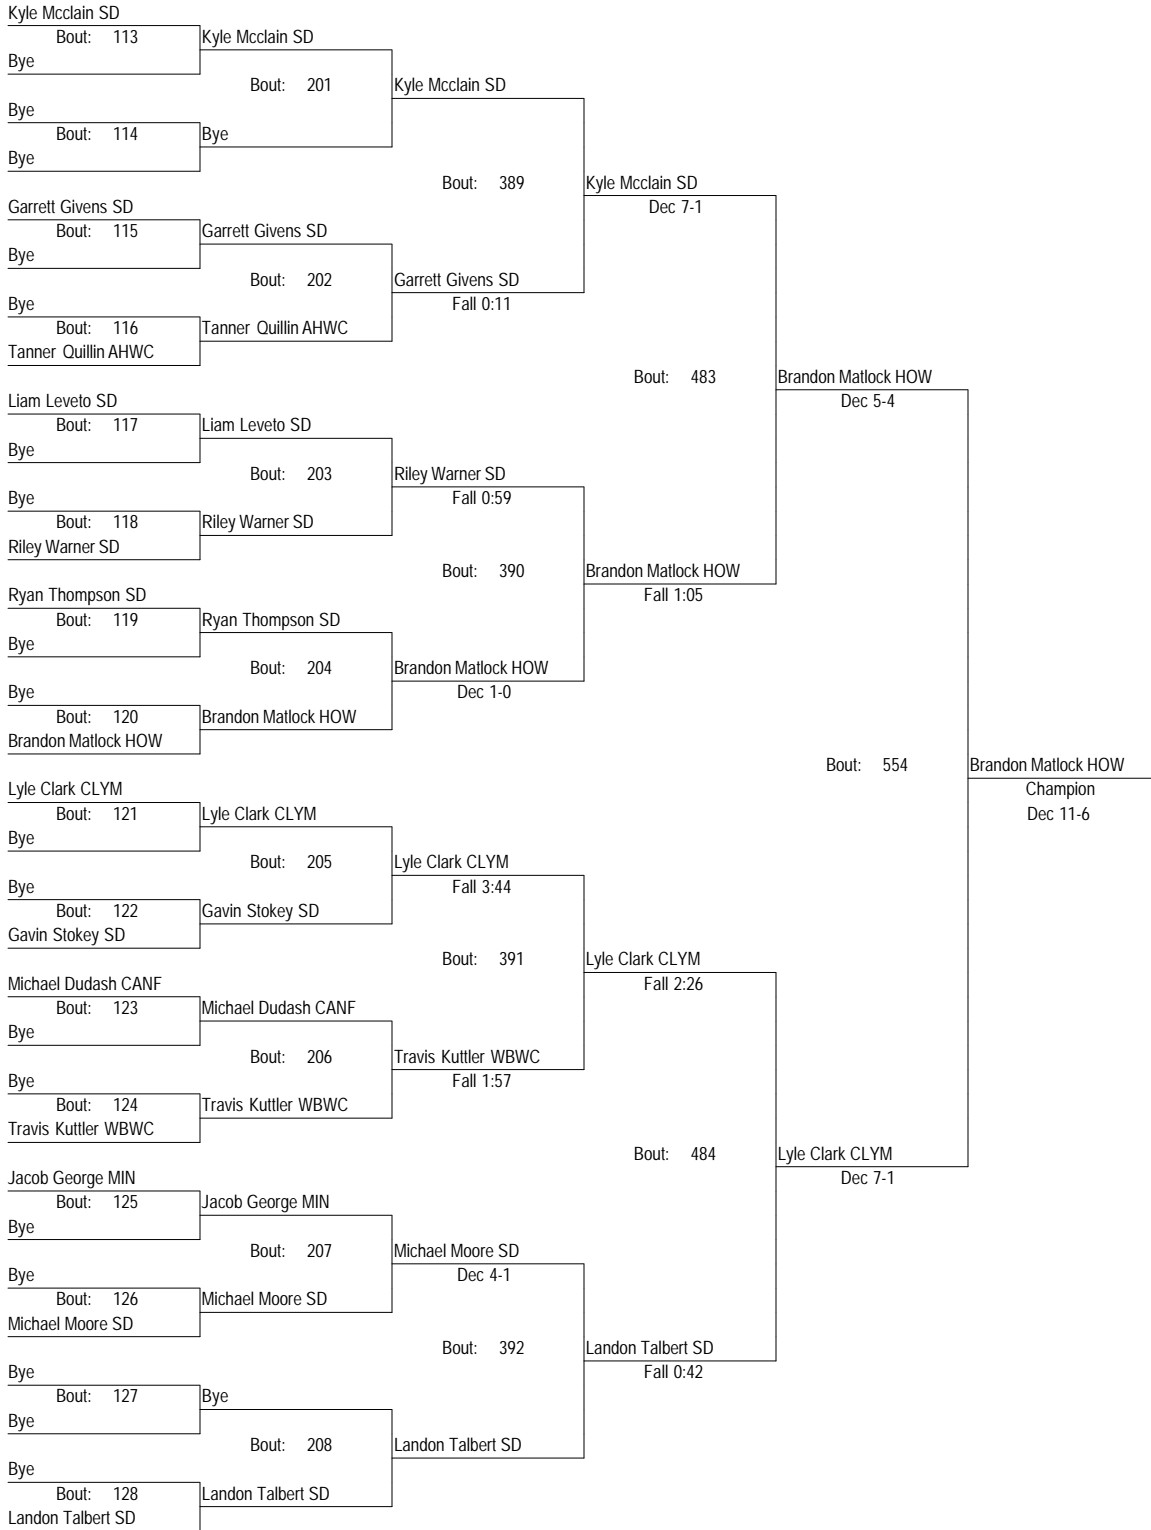 Kyle Mcclain SD
Bout: 113 Kyle Mcclain SD
Bye
Bout: 201 Kyle Mcclain SD
Bye
Bout: 114 Bye
Bye
Bout: 389 Kyle Mcclain SD
Dec 7-1
Garrett Givens SD
Bout: 115 Garrett Givens SD
Bye
Bout: 202 Garrett Givens SD
Fall 0:11
Bye
Bout: 116 Tanner Quillin AHWC
Tanner Quillin AHWC
Bout: 483 Brandon Matlock HOW
Dec 5-4
Liam Leveto SD
Bout: 117 Liam Leveto SD
Bye
Bout: 203 Riley Warner SD
Fall 0:59
Bye
Bout: 118 Riley Warner SD
Riley Warner SD
Bout: 390 Brandon Matlock HOW
Fall 1:05
Ryan Thompson SD
Bout: 119 Ryan Thompson SD
Bye
Bout: 204 Brandon Matlock HOW
Dec 1-0
Bye
Bout: 120 Brandon Matlock HOW
Brandon Matlock HOW
Bout: 554 Brandon Matlock HOW
Champion
Dec 11-6
Lyle Clark CLYM
Bout: 121 Lyle Clark CLYM
Bye
Bout: 205 Lyle Clark CLYM
Fall 3:44
Bye
Bout: 122 Gavin Stokey SD
Gavin Stokey SD
Bout: 391 Lyle Clark CLYM
Fall 2:26
Michael Dudash CANF
Bout: 123 Michael Dudash CANF
Bye
Bout: 206 Travis Kuttler WBWC
Fall 1:57
Bye
Bout: 124 Travis Kuttler WBWC
Travis Kuttler WBWC
Bout: 484 Lyle Clark CLYM
Dec 7-1
Jacob George MIN
Bout: 125 Jacob George MIN
Bye
Bout: 207 Michael Moore SD
Dec 4-1
Bye
Bout: 126 Michael Moore SD
Michael Moore SD
Bout: 392 Landon Talbert SD
Fall 0:42
Bye
Bout: 127 Bye
Bye
Bout: 208 Landon Talbert SD
Bye
Bout: 128 Landon Talbert SD
Landon Talbert SD